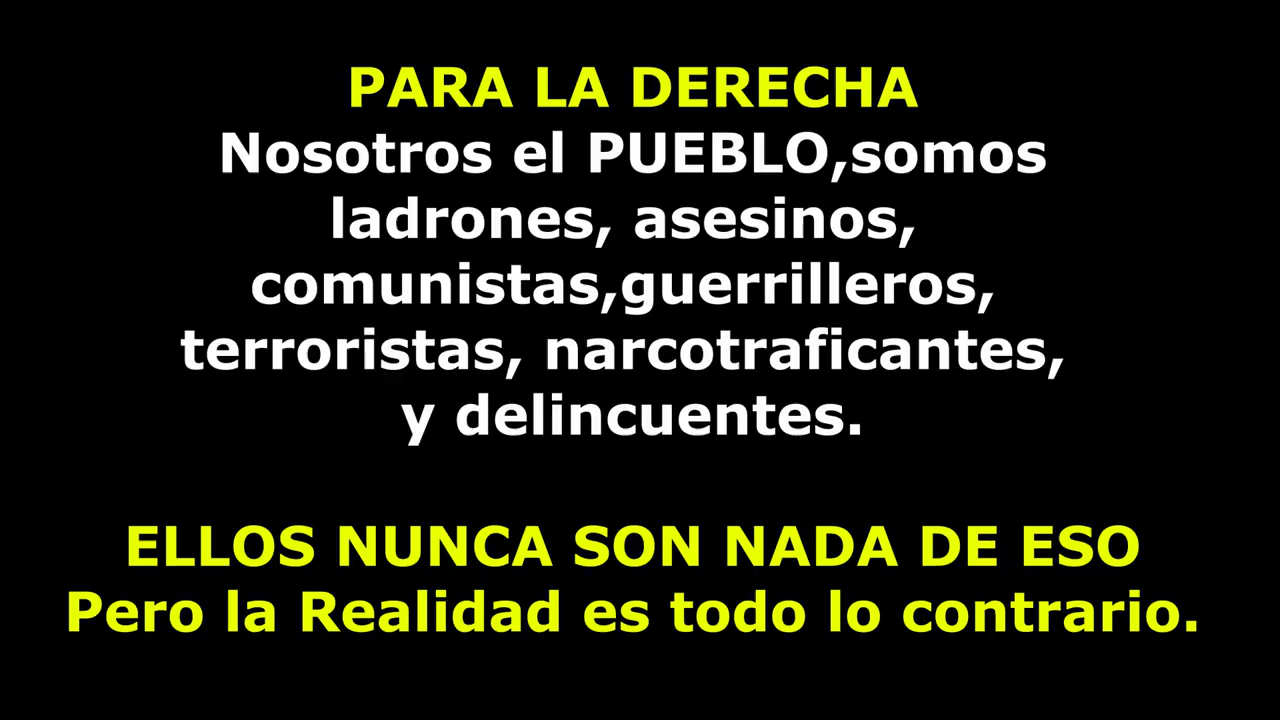 PARA LA DERECHA
Nosotros el PUEBLO,somos
ladrones, asesinos,
comunistas,guerrilleros,
terroristas, narcotraficantes,
y delincuentes.
ELLOS NUNCA SON NADA DE ESO
Pero la Realidad es todo lo contrario.